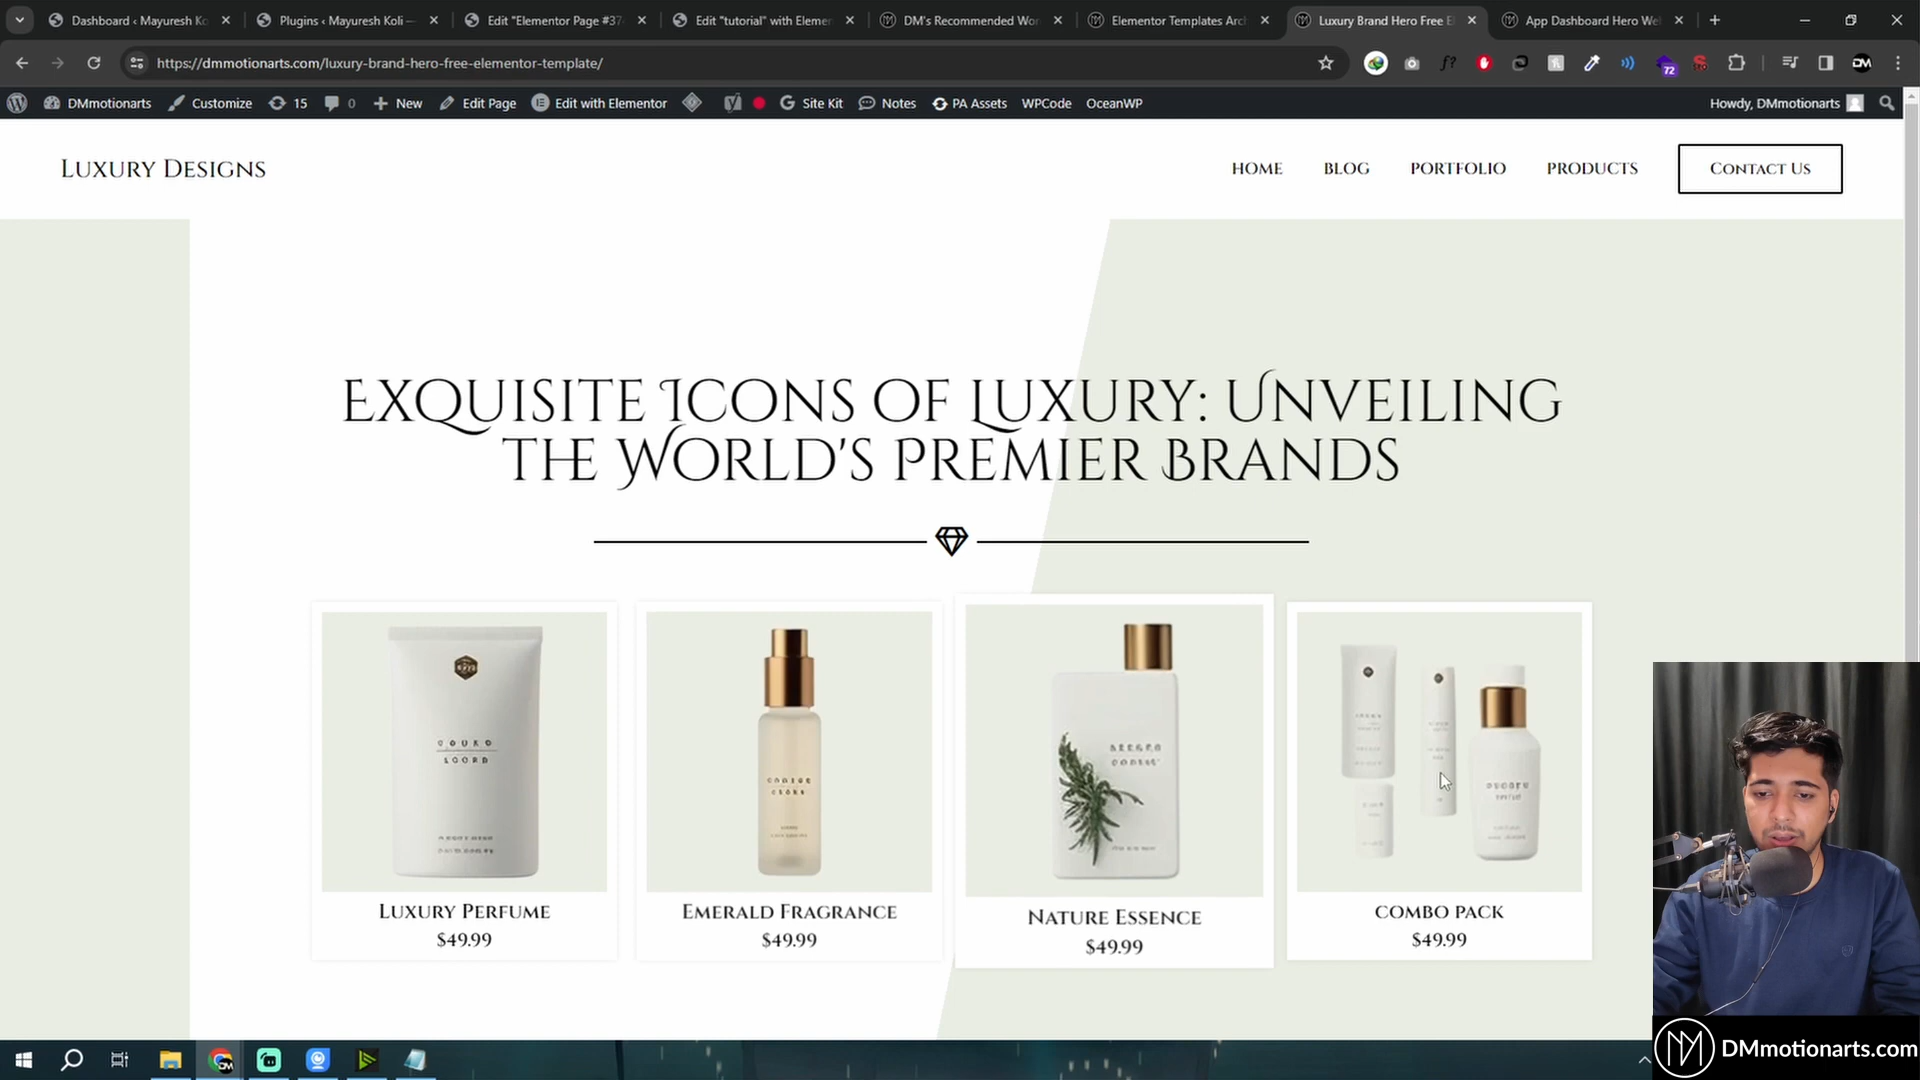 Dashboard ‹ Mayuresh Ko
Plugins ‹ Mayuresh Koli —
Edit "Elementor Page #37
Edit "tutorial" with Elemen
DM's Recommended Wor
Elementor Templates Arc
Luxury Brand Hero Free E
App Dashboard Hero We
https://dmmotionarts.com/luxury-brand-hero-free-elementor-template/
f?
72
DM
DMmotionarts
Customize
15
0
New
Edit Page
Edit with Elementor
Site Kit
Notes
PA Assets
WPCode
OceanWP
Howdy, DMmotionarts
Luxury Designs
HOME
BLOG
PORTFOLIO
PRODUCTS
Contact Us
Exquisite Icons of Luxury: Unveiling
the World's Premier Brands
Luxury Perfume
$49.99
Emerald Fragrance
$49.99
Nature Essence
$49.99
COMBO PACK
$49.99
DMmotionarts.com